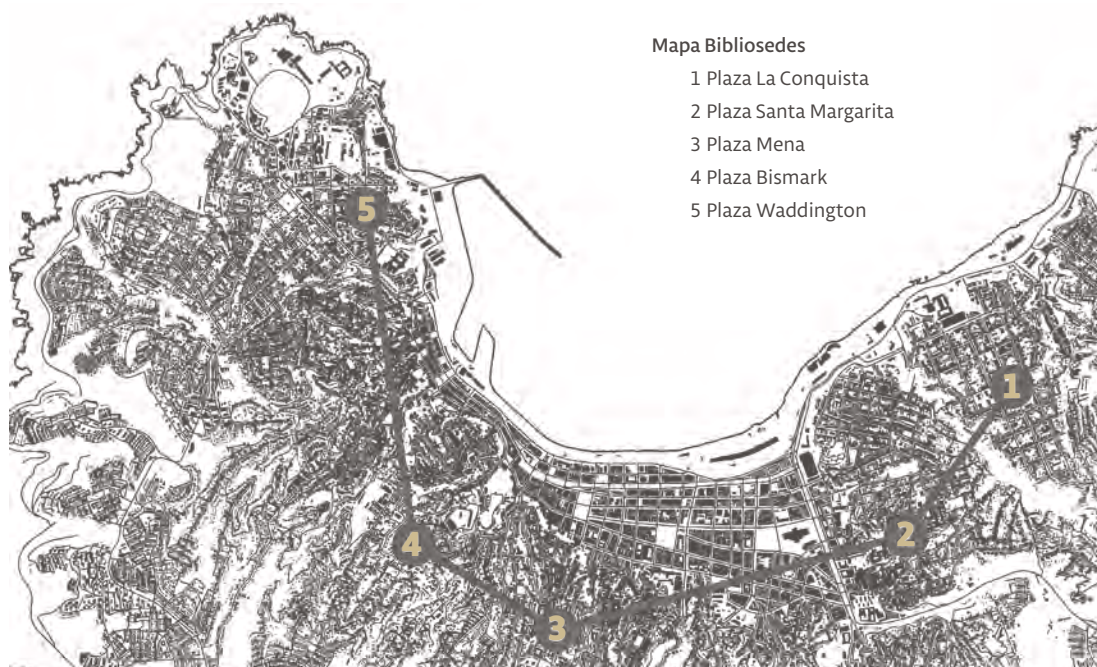 Mapa Bibliosedes
1 Plaza La Conquista
2 Plaza Santa Margarita
3 Plaza Mena
4 Plaza Bismark
5 Plaza Waddington
5
1
2
4
3